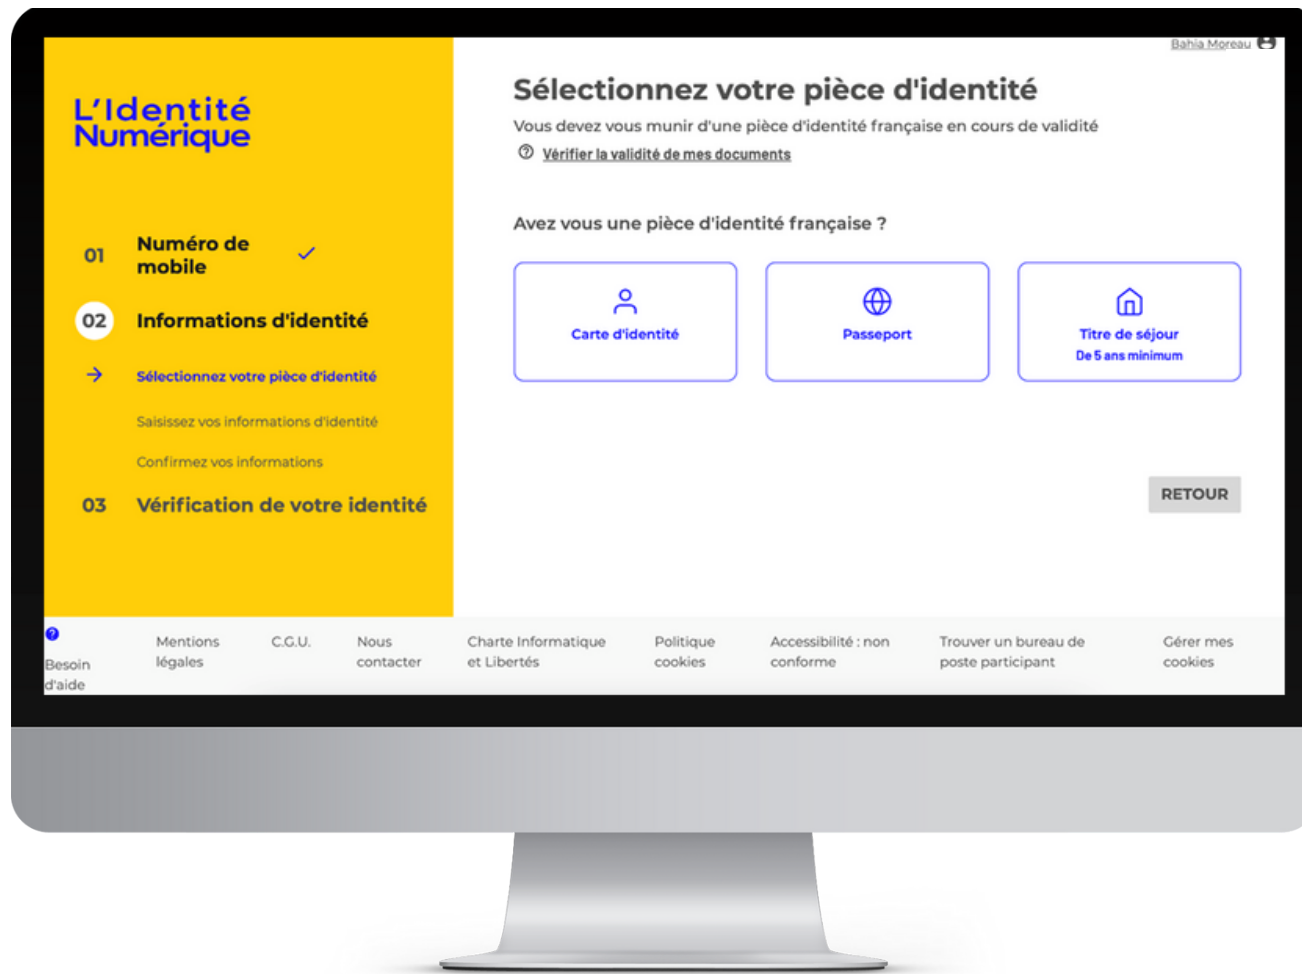 Bahia Moreau
L'Identité
Numérique
01
Numéro de
mobile
02
Informations d'identité
Sélectionnez votre pièce d'identité
Saisissez vos informations d'identité
Confirmez vos informations
03
Vérification de votre identité
Sélectionnez votre pièce d'identité
Vous devez vous munir d'une pièce d'identité française en cours de validité
Vérifier la validité de mes documents
Avez vous une pièce d'identité française ?
Carte d'identité
Passeport
Titre de séjour
De 5 ans minimum
RETOUR
?
Besoin
d'aide
Mentions
légales
C.G.U.
Nous
contacter
Charte Informatique
et Libertés
Politique
cookies
Accessibilité : non
conforme
Trouver un bureau de
poste participant
Gérer mes
cookies